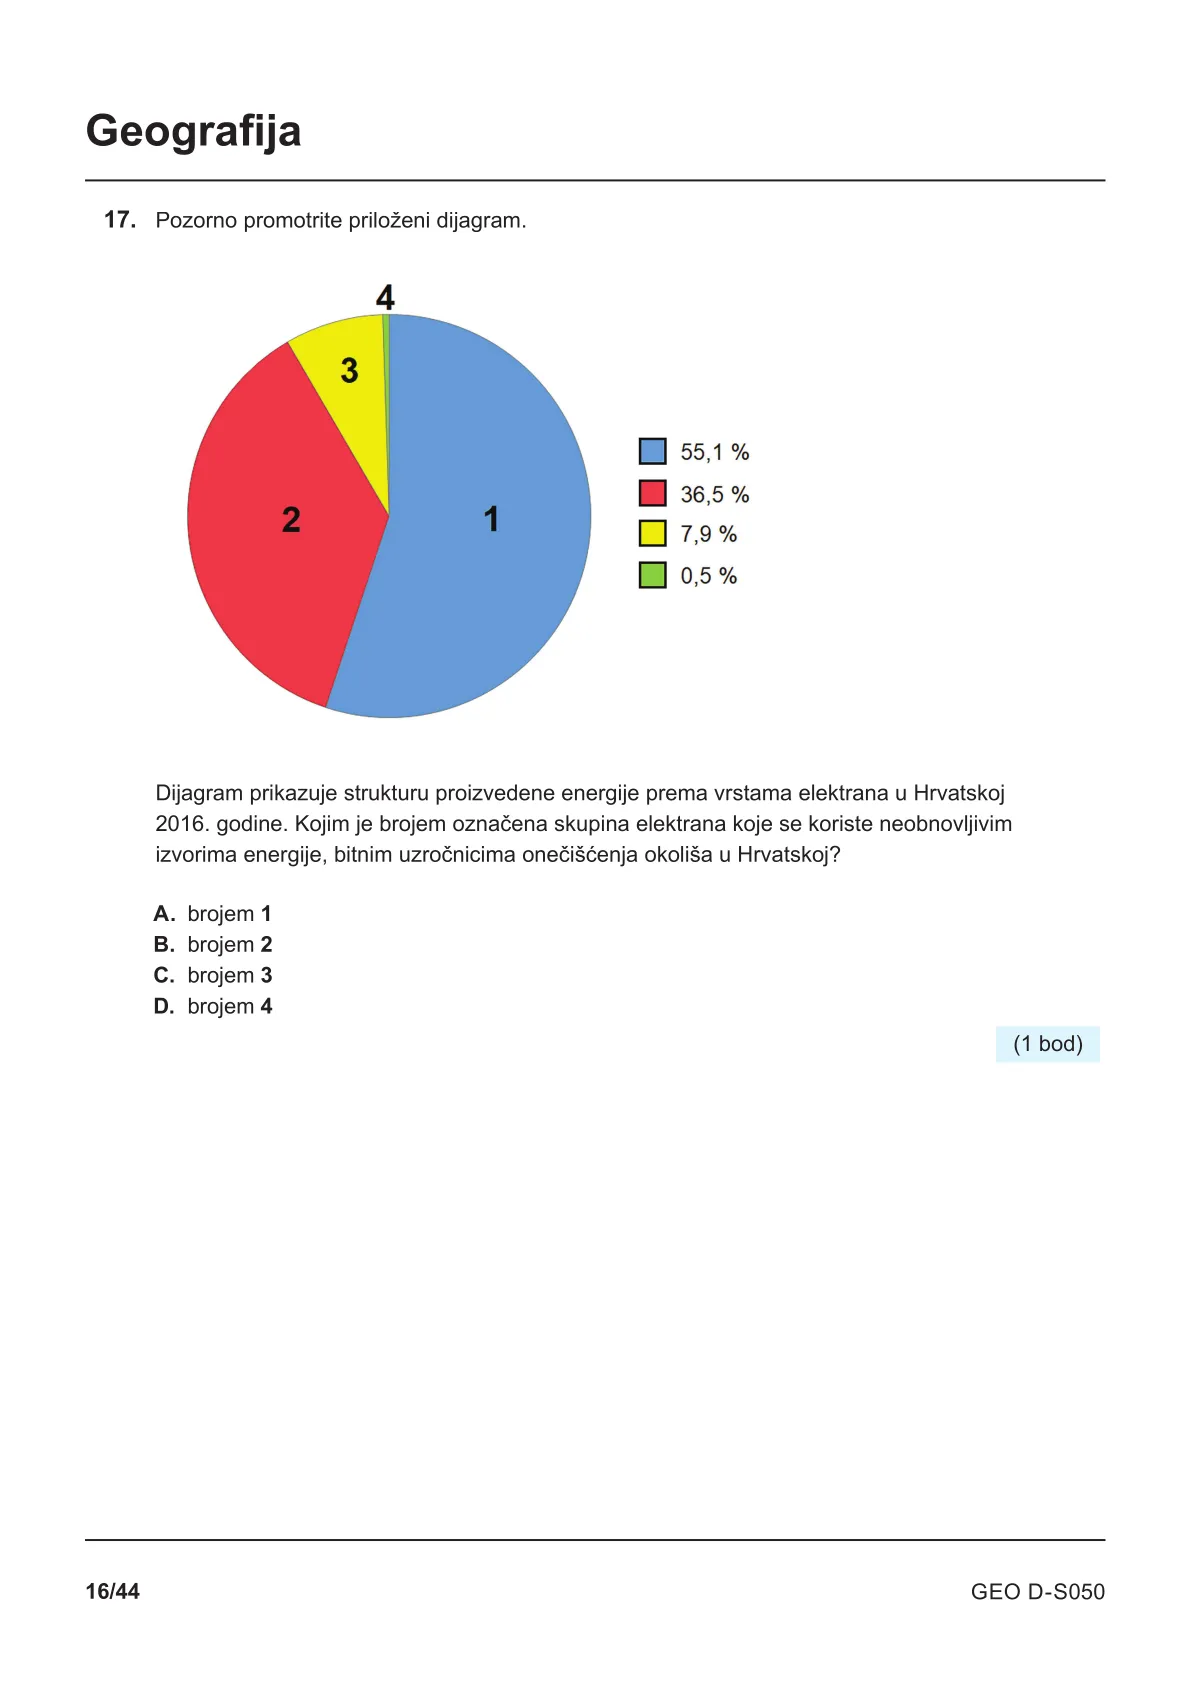 Geografija
17. Pozorno promotrite priloženi dijagram.
4
3
2
1
55,1 %
36,5 %
7,9 %
0,5 %
Dijagram prikazuje strukturu proizvedene energije prema vrstama elektrana u Hrvatskoj
2016. godine. Kojim je brojem označena skupina elektrana koje se koriste neobnovljivim
izvorima energije, bitnim uzročnicima onečišćenja okoliša u Hrvatskoj?
A. brojem 1
B. brojem 2
C. brojem 3
D. brojem 4
(1 bod)
16/44
GEO D-S050